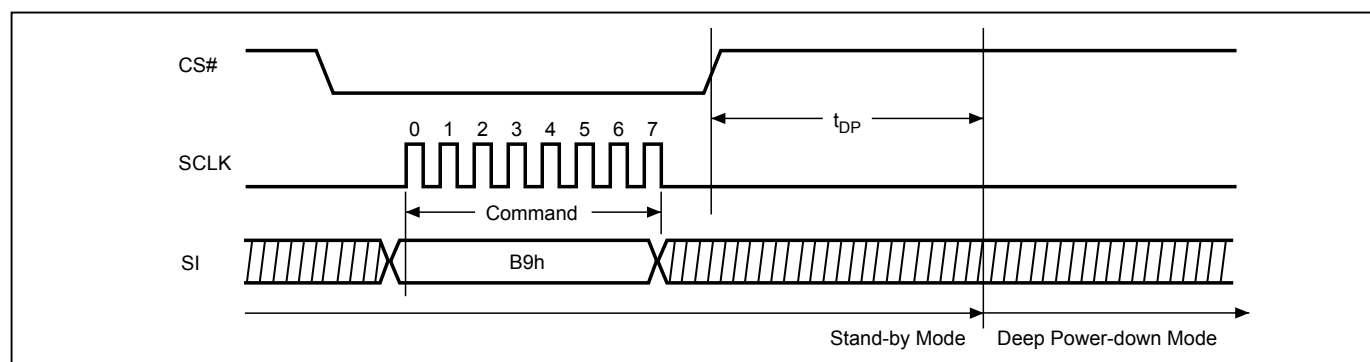 CS#
t_DP
0 1 2 3 4 5 6 7
SCLK
Command
SI
B9h
Stand-by Mode
Deep Power-down Mode